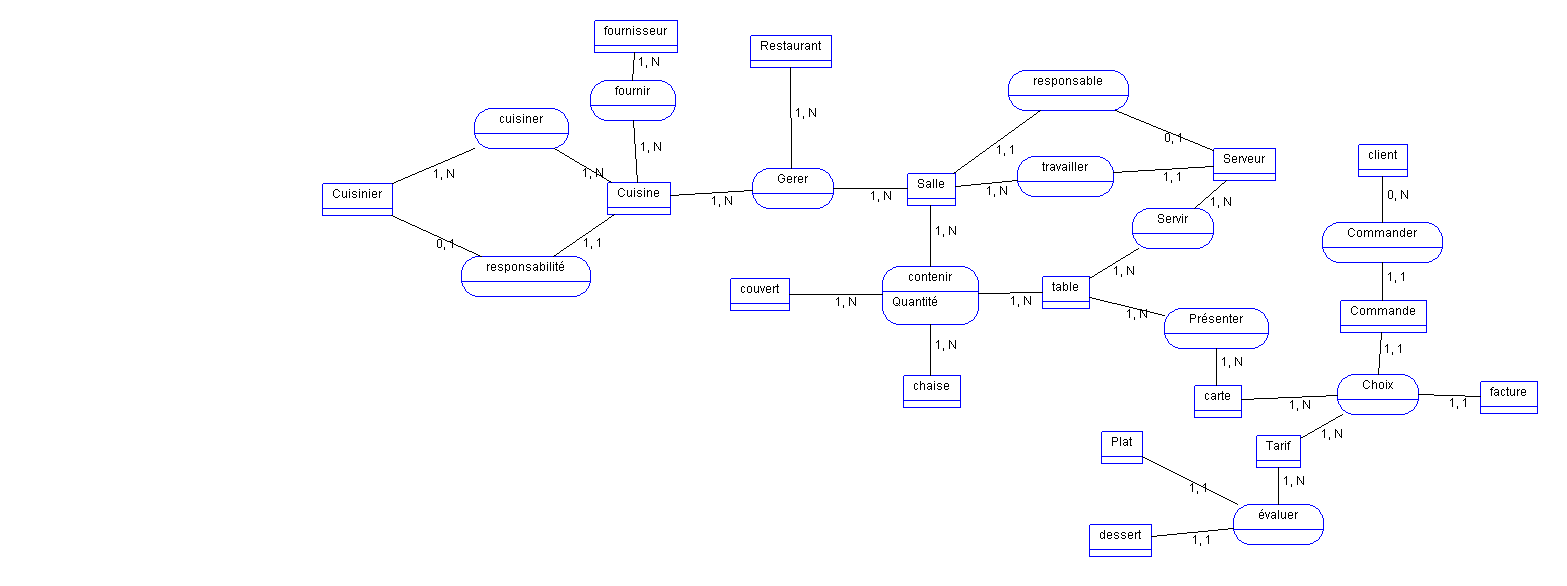 fournisseur
Restaurant
1, N
fournir
responsable
cuisiner
1, N
0, 1
1, N
1, 1
client
Serveur
travailler
1, N
1, N
Cuisinier
Cuisine
Gerer
Salle
1, N
1, 1
1, N
1, N
1, N
0, N
Servir
Commander
0, 1
1, 1
1, N
responsabilité
contenir
1, N
1, 1
couvert
table
Quantité
1, N
1, N
Commande
1, N
Présenter
1, N
1, 1
chaise
1, N
Choix
carte
facture
1, N
1, 1
Plat
Tarif
1, N
1, 1
1, N
évaluer
dessert
1, 1